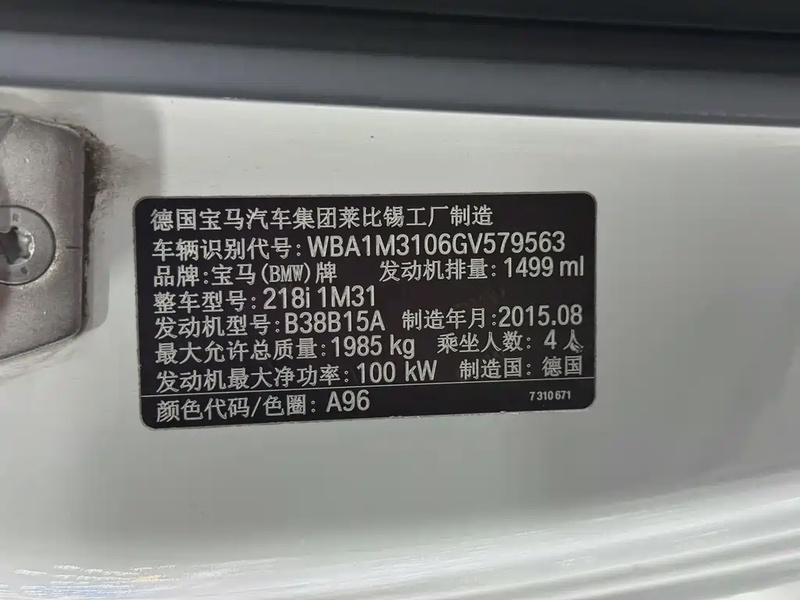 德国宝马汽车集团莱比锡工厂制造
车辆识别代号: WBA1M3106GV579563
品牌: 宝马(BMW)牌 发动机排量: 1499 ml
整车型号: 218i 1M31
发动机型号: B38B15A 制造年月: 2015.08
最大允许总质量: 1985 kg 乘坐人数: 4 人
发动机最大净功率: 100 kW 制造国: 德国
颜色代码/色圈: A96 7 310 671